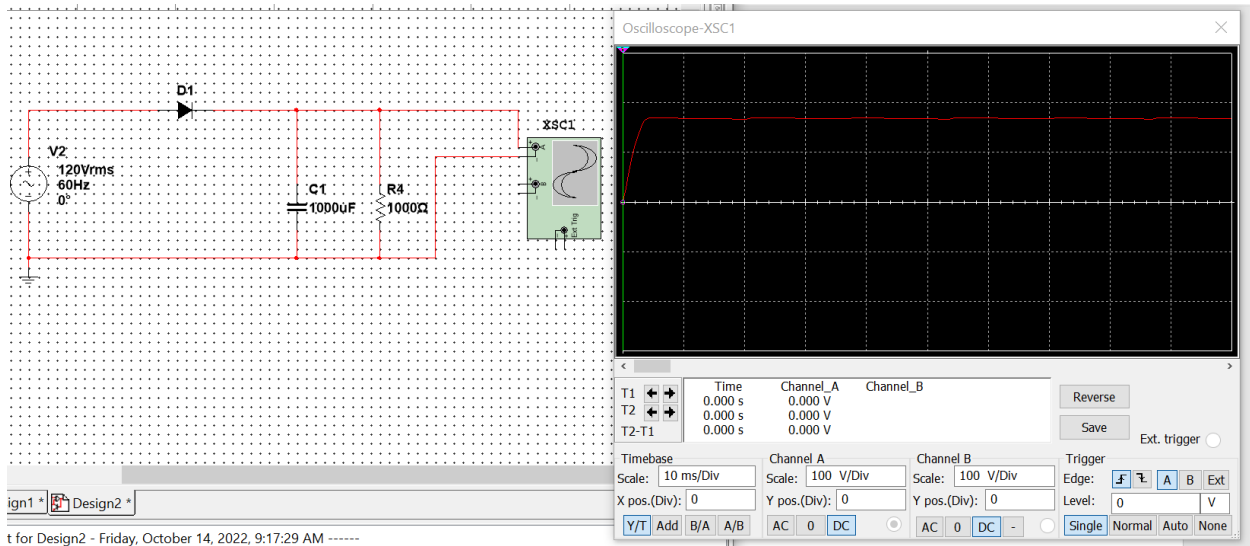 D1
V2
120Vrms
60Hz
0°
C1
1000uF
R4
1000Ω
XSC1
A
B
Ext Trig
ign1 * Design2 *
t for Design2 - Friday, October 14, 2022, 9:17:29 AM ------
Oscilloscope-XSC1
Time Channel_A Channel_B
T1 0.000 s 0.000 V
T2 0.000 s 0.000 V
T2-T1 0.000 s 0.000 V
Reverse
Save
Ext. trigger
Timebase Channel A Channel B Trigger
Scale: 10 ms/Div Scale: 100 V/Div Scale: 100 V/Div Edge: A B Ext
X pos.(Div): 0 Y pos.(Div): 0 Y pos.(Div): 0 Level: 0 V
Y/T Add B/A A/B AC 0 DC AC 0 DC - Single Normal Auto None